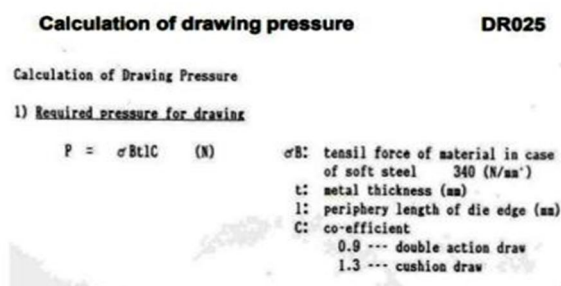 Calculation of drawing pressure DR025
Calculation of Drawing Pressure
1) Required pressure for drawing
P = σBtlC (N) σB: tensil force of material in case
of soft steel 340 (N/mm²)
t: metal thickness (mm)
l: periphery length of die edge (mm)
C: co-efficient
0.9 --- double action draw
1.3 --- cushion draw